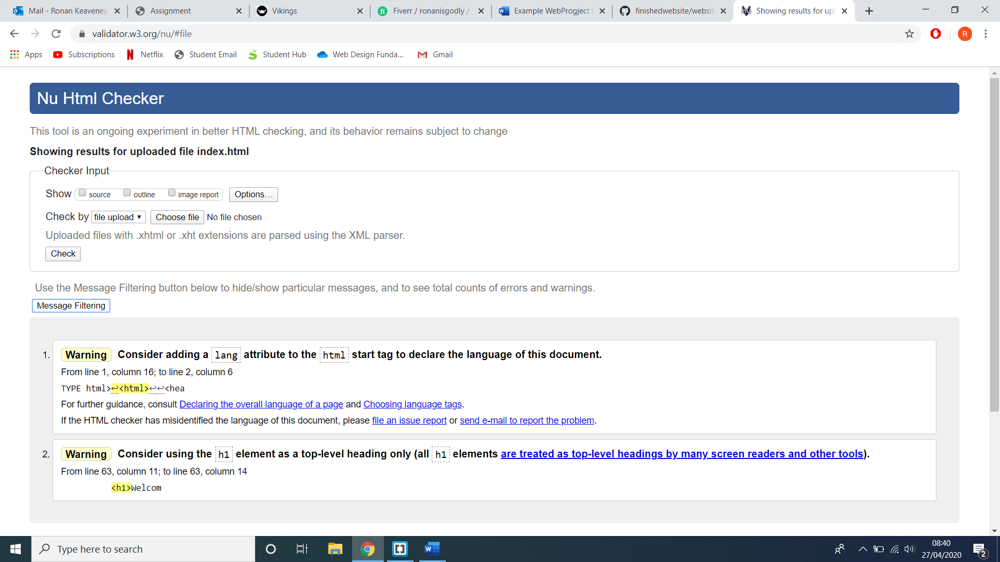 Mail - Ronan Keaveney
Assignment
Vikings
Fiverr / ronanisgodly /
Example WebProgject
finishedwebsite/websit
Showing results for upl
validator.w3.org/nu/#file
R
Apps
Subscriptions
Netflix
Student Email
Student Hub
Web Design Funda...
Gmail
Nu Html Checker
This tool is an ongoing experiment in better HTML checking, and its behavior remains subject to change
Showing results for uploaded file index.html
Checker Input
Show source outline image report Options...
Check by file upload Choose file No file chosen
Uploaded files with .xhtml or .xht extensions are parsed using the XML parser.
Check
Use the Message Filtering button below to hide/show particular messages, and to see total counts of errors and warnings.
Message Filtering
1. Warning Consider adding a lang attribute to the html start tag to declare the language of this document.
From line 1, column 16; to line 2, column 6
TYPE html>↩<html>↩↩<hea
For further guidance, consult Declaring the overall language of a page and Choosing language tags.
If the HTML checker has misidentified the language of this document, please file an issue report or send e-mail to report the problem.
2. Warning Consider using the h1 element as a top-level heading only (all h1 elements are treated as top-level headings by many screen readers and other tools).
From line 63, column 11; to line 63, column 14
<h1>Welcom
Type here to search
08:40
27/04/2020
2